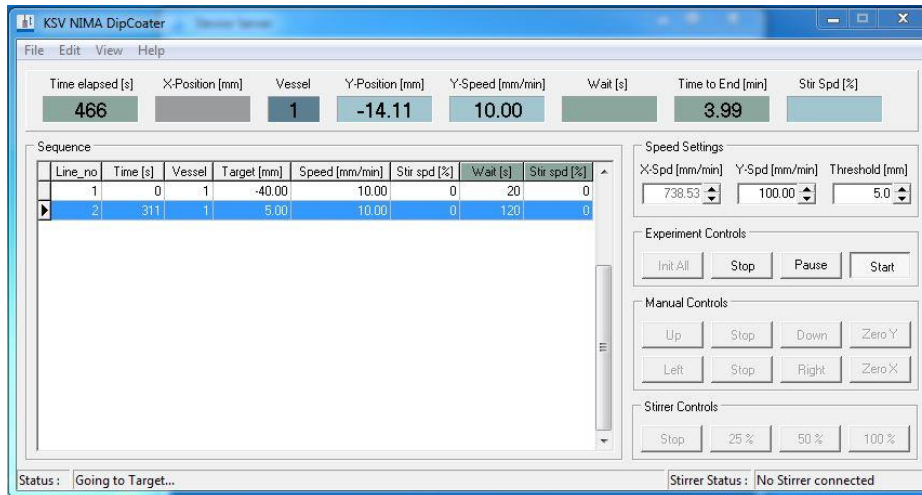 KSV NIMA DipCoater
File Edit View Help
Time elapsed [s] X-Position [mm] Vessel Y-Position [mm] Y-Speed [mm/min] Wait [s] Time to End [min] Stir Spd [%]
466 1 -14.11 10.00 3.99
Sequence
Line_no Time [s] Vessel Target [mm] Speed [mm/min] Stir spd [%] Wait [s] Stir spd [%]
1 0 1 -40.00 10.00 0 20 0
2 311 1 5.00 10.00 0 120 0
Speed Settings
X-Spd [mm/min] Y-Spd [mm/min] Threshold [mm]
738.53 100.00 5.0
Experiment Controls
Init All Stop Pause Start
Manual Controls
Up Stop Down Zero Y
Left Stop Right Zero X
Stirrer Controls
Stop 25 % 50 % 100 %
Status : Going to Target... Stirrer Status : No Stirrer connected